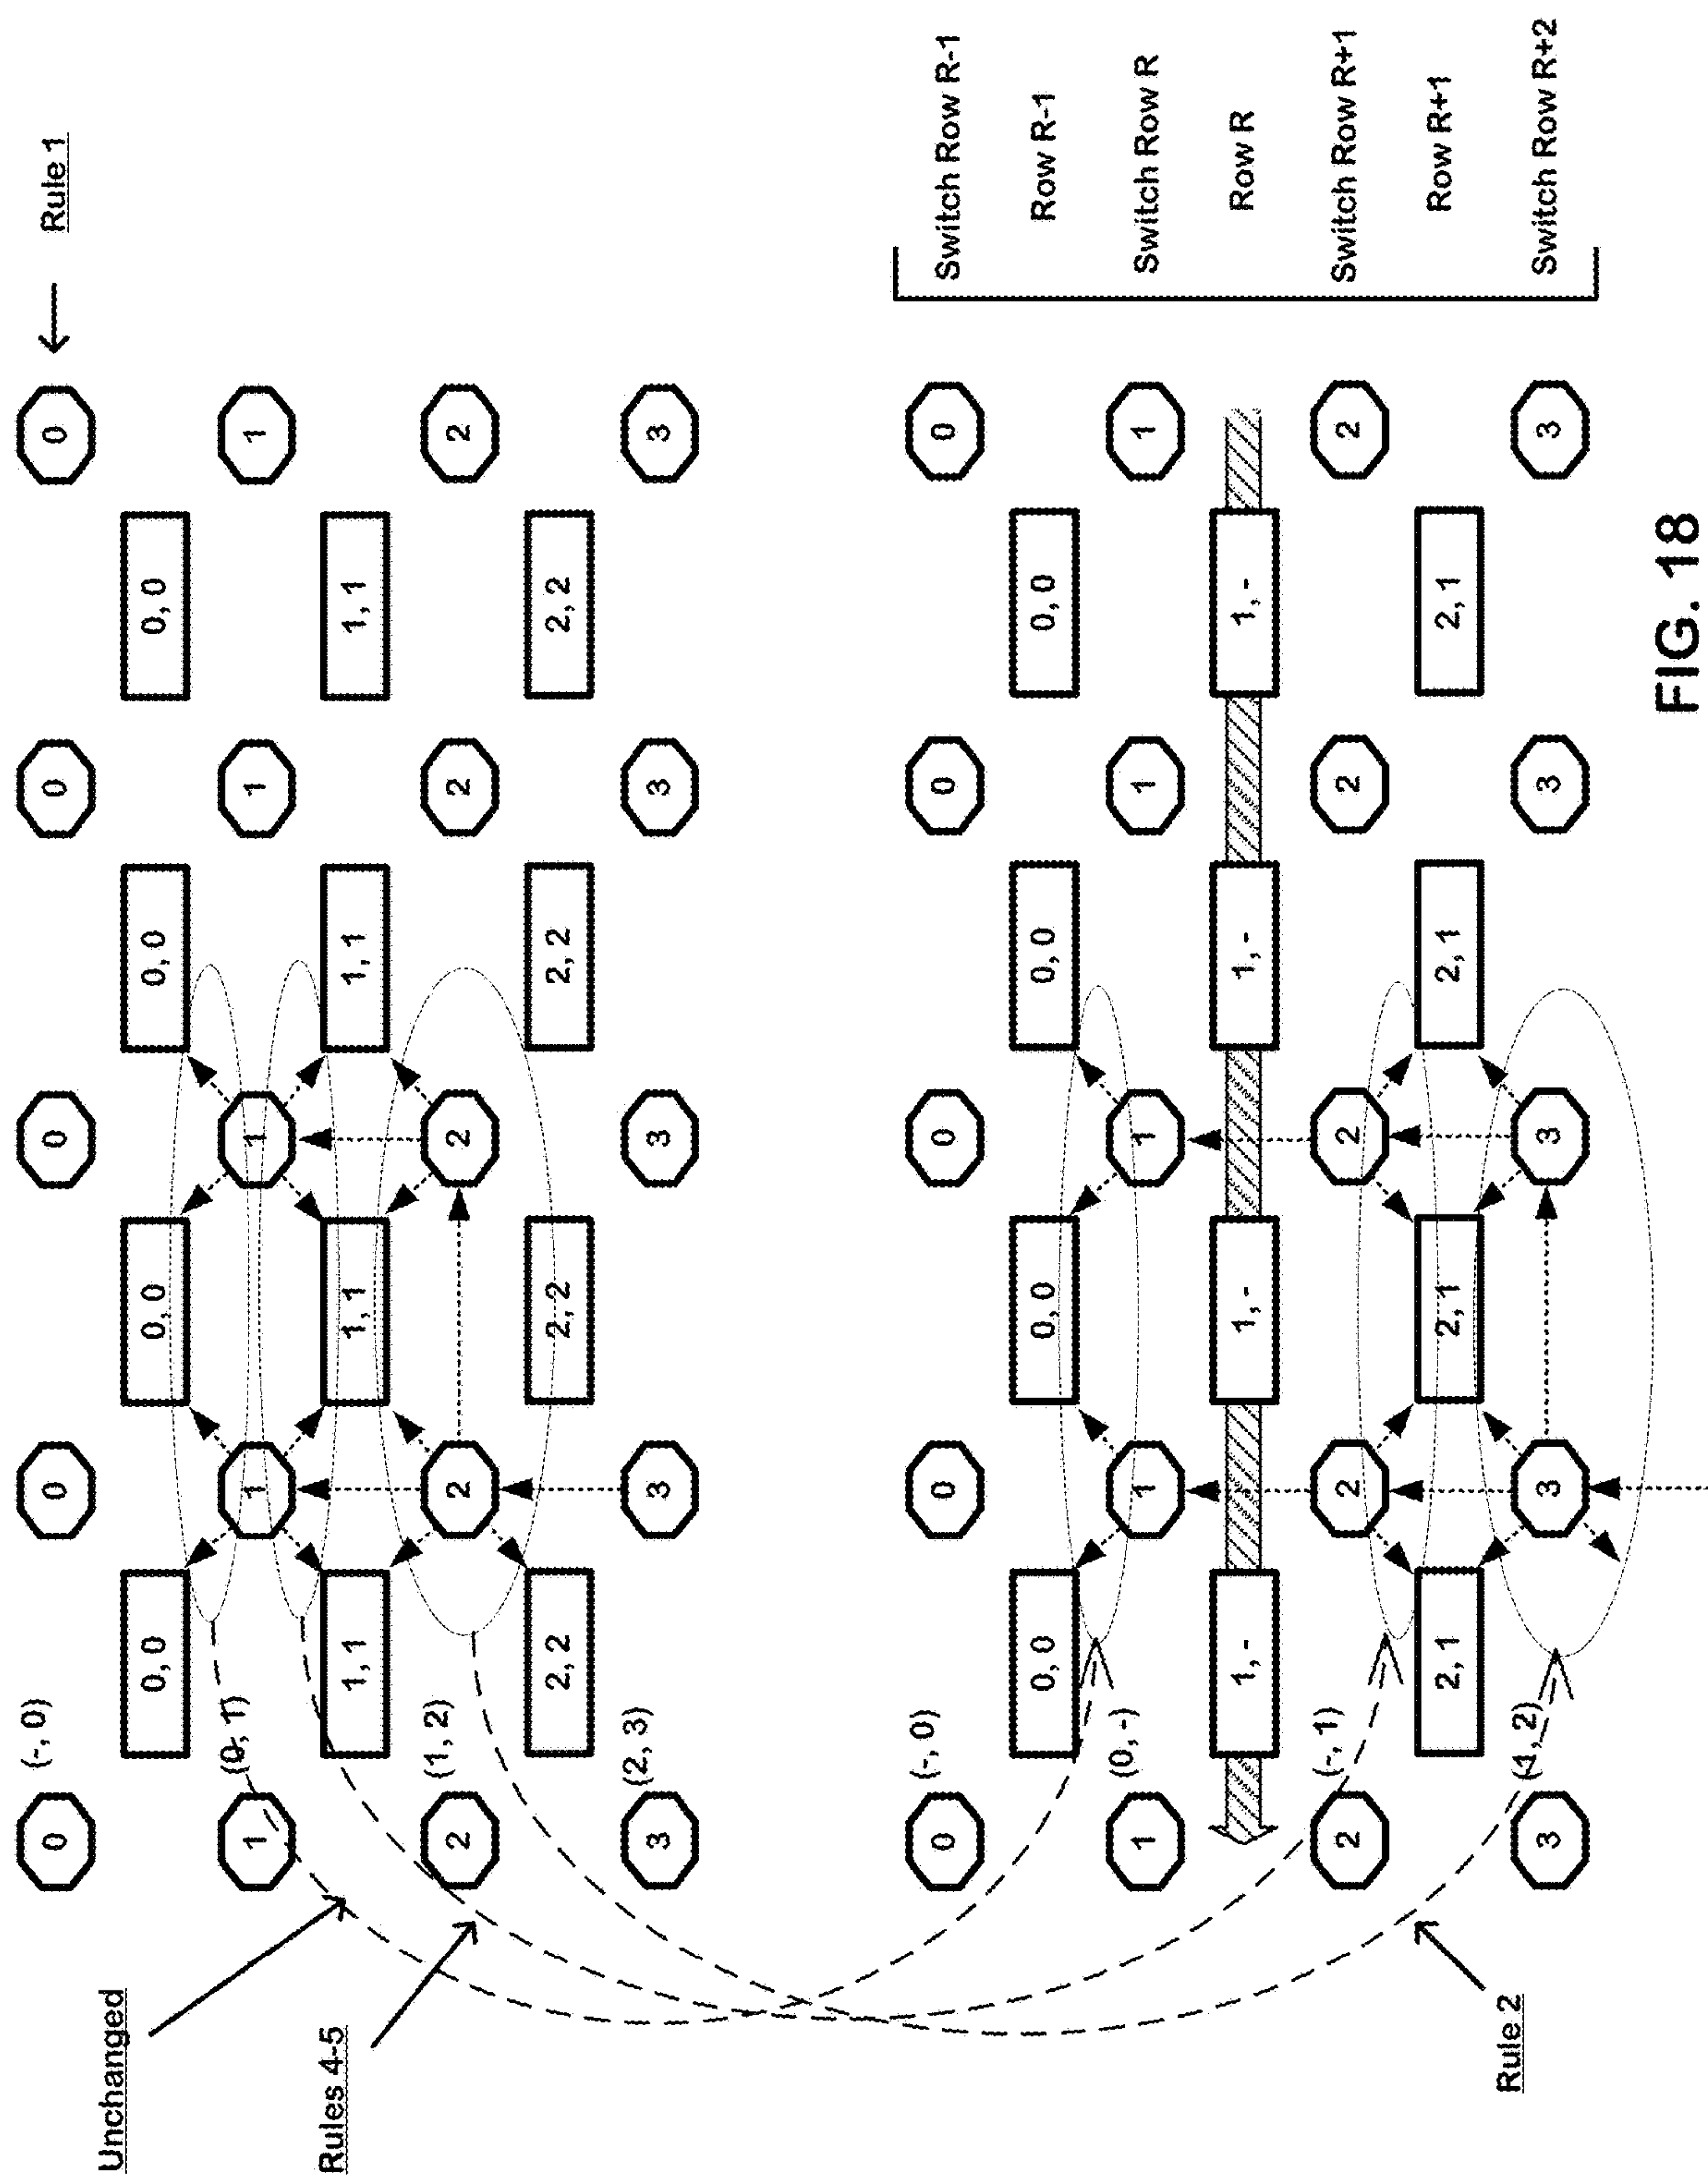 (-, 0)
0 0 0 0 0 Rule 1
Unchanged
0, 0 0, 0 0, 0 0, 0
(0, 1)
1 1 1 1 1
Rules 4-5
1, 1 1, 1 1, 1 1, 1
(1, 2)
2 2 2 2 2
2, 2 2, 2 2, 2 2, 2
(2, 3)
3 3 3 3 3
(-, 0)
0 0 0 0 0 Switch Row R-1
0, 0 0, 0 0, 0 0, 0 Row R-1
(0, -)
1 1 1 1 1 Switch Row R
1, - 1, - 1, - 1, - Row R
(-, 1)
2 2 2 2 2 Switch Row R+1
2, 1 2, 1 2, 1 2, 1 Row R+1
Rule 2
(1, 2)
3 3 3 3 3 Switch Row R+2
FIG. 18